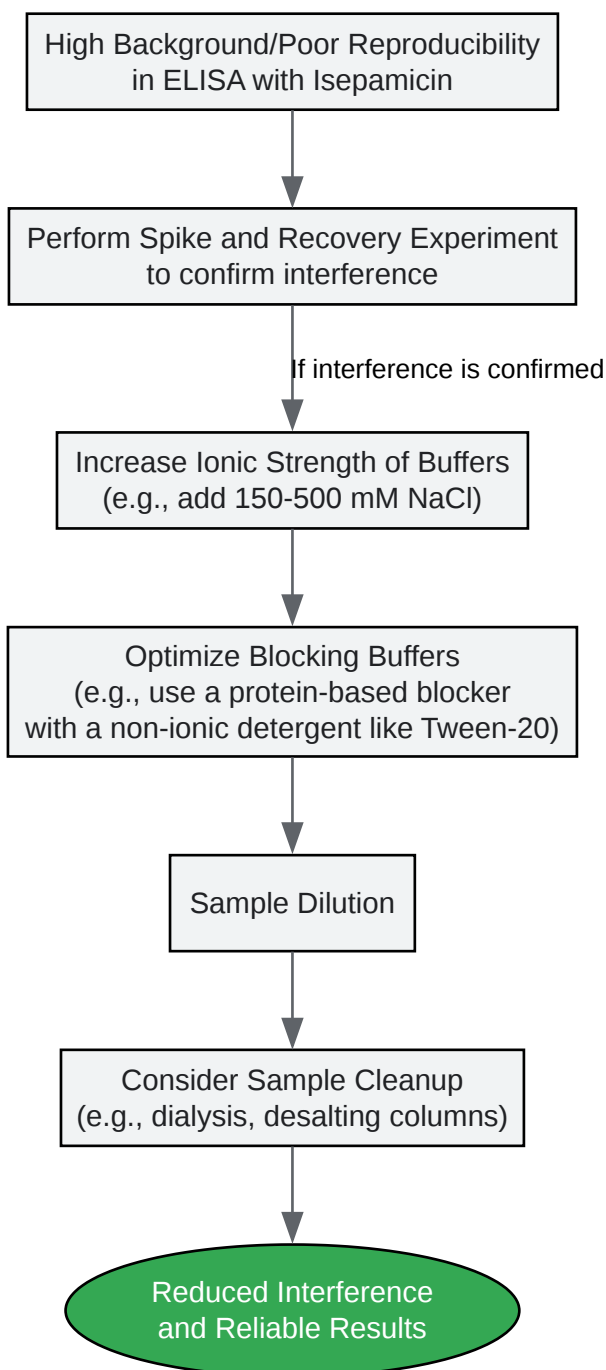 High Background/Poor Reproducibility
in ELISA with Isepamicin
Perform Spike and Recovery Experiment
to confirm interference
If interference is confirmed
Increase Ionic Strength of Buffers
(e.g., add 150-500 mM NaCl)
Optimize Blocking Buffers
(e.g., use a protein-based blocker
with a non-ionic detergent like Tween-20)
Sample Dilution
Consider Sample Cleanup
(e.g., dialysis, desalting columns)
Reduced Interference
and Reliable Results